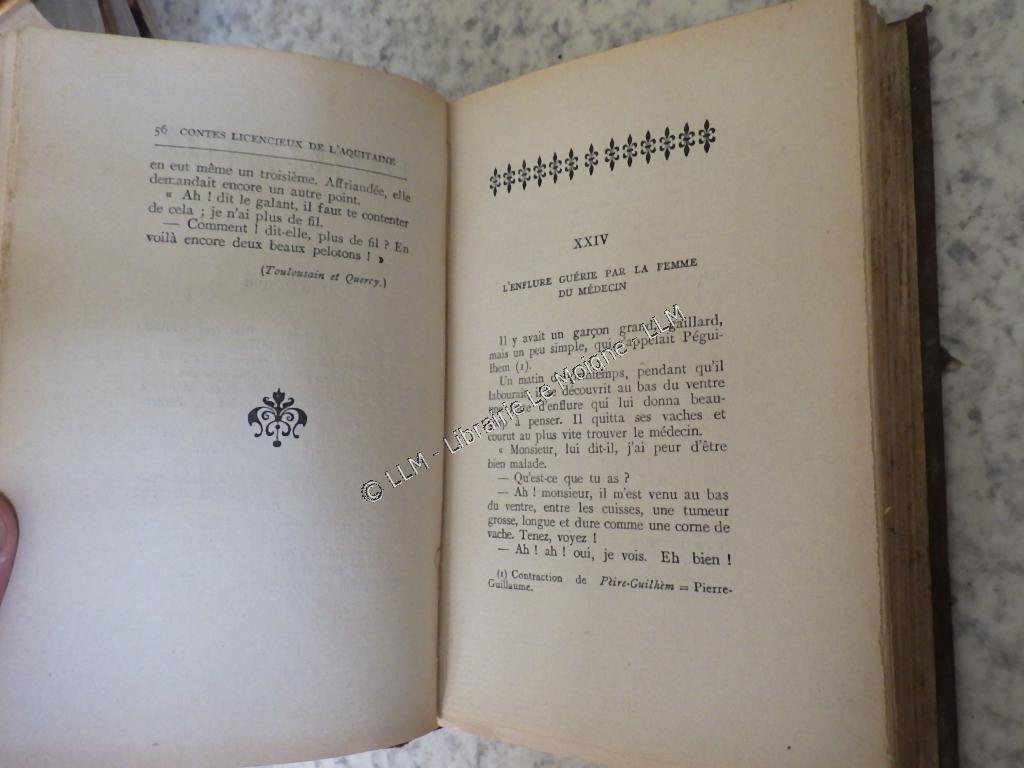 56 CONTES LICENCIEUX DE L'AQUITAINE
en eut même un troisième. Affriandée, elle
demandait encore un autre point.
« Ah ! dit le galant, il faut te contenter
de cela ; je n'ai plus de fil.
— Comment ! dit-elle, plus de fil ? En
voilà encore deux beaux pelotons ! »
(Toulousain et Quercy.)
XXIV
L'ENFLURE GUÉRIE PAR LA FEMME
DU MÉDECIN
Il y avait un garçon grand, gaillard,
mais un peu simple, qui s'appelait Pégui-
lhem (1).
Un matin de printemps, pendant qu'il
labourait, se découvrit au bas du ventre
d'enflure qui lui donna beau-
à penser. Il quitta ses vaches et
courut au plus vite trouver le médecin.
« Monsieur, lui dit-il, j'ai peur d'être
bien malade.
— Qu'est-ce que tu as ?
— Ah ! monsieur, il m'est venu au bas
du ventre, entre les cuisses, une tumeur
grosse, longue et dure comme une corne de
vache. Tenez, voyez !
— Ah ! ah ! oui, je vois. Eh bien !
(1) Contraction de Pèire-Guilhèm = Pierre-
Guillaume.
© LLM - Librairie Le Moigne - LLM